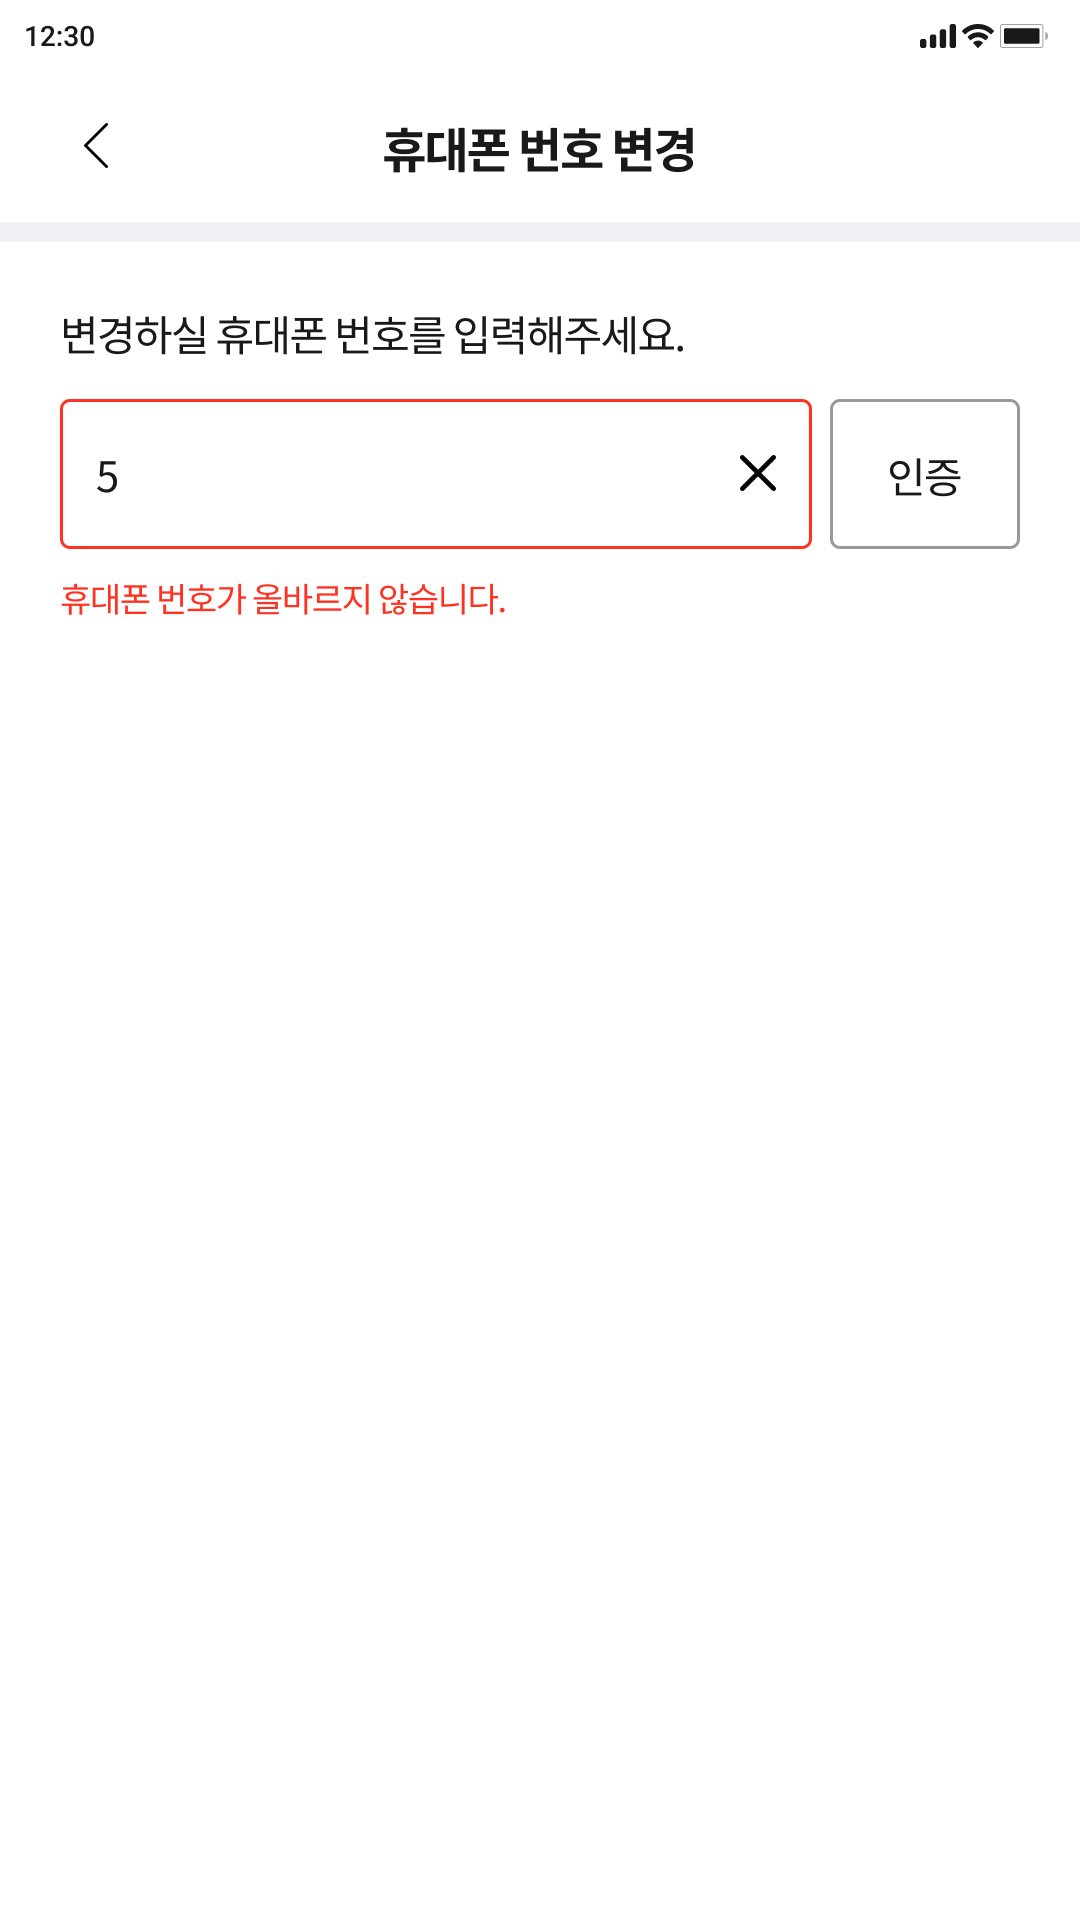 12:30
휴대폰 번호 변경
변경하실 휴대폰 번호를 입력해주세요.
5
인증
휴대폰 번호가 올바르지 않습니다.